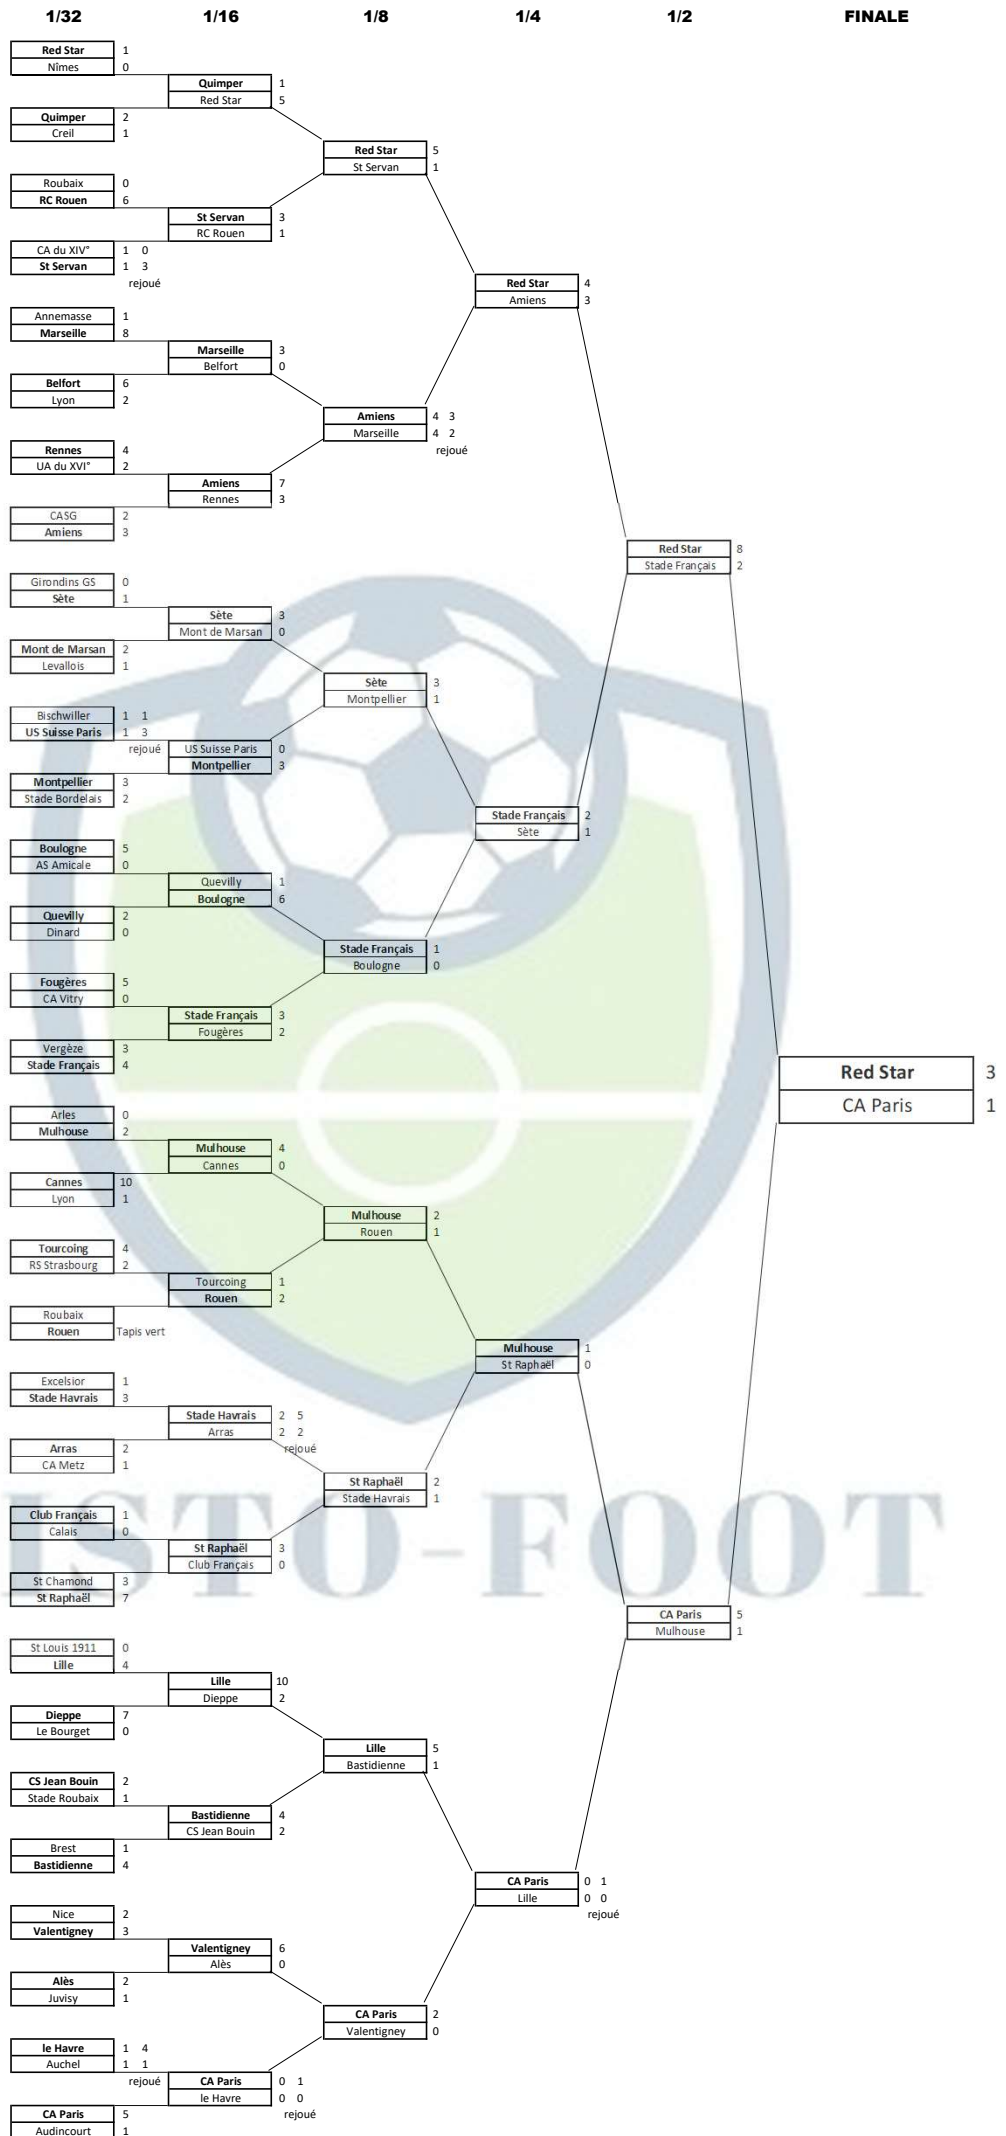 1/32 1/16 1/8 1/4 1/2 FINALE
Red Star 1
Nîmes 0
Quimper 1
Red Star 5
Quimper 2
Creil 1
Red Star 5
St Servan 1
Roubaix 0
RC Rouen 6
St Servan 3
RC Rouen 1
CA du XIV° 1 0
St Servan 1 3
rejoué
Red Star 4
Amiens 3
Annemasse 1
Marseille 8
Marseille 3
Belfort 0
Belfort 6
Lyon 2
Amiens 4 3
Marseille 4 2
rejoué
Rennes 4
UA du XVI° 2
Amiens 7
Rennes 3
CASG 2
Amiens 3
Red Star 8
Stade Français 2
Girondins GS 0
Sète 1
Sète 3
Mont de Marsan 0
Mont de Marsan 2
Levallois 1
Sète 3
Montpellier 1
Bischwiller 1 1
US Suisse Paris 1 3
rejoué
US Suisse Paris 0
Montpellier 3
Montpellier 3
Stade Bordelais 2
Stade Français 2
Sète 1
Boulogne 5
AS Amicale 0
Quevilly 1
Boulogne 6
Quevilly 2
Dinard 0
Stade Français 1
Boulogne 0
Fougères 5
CA Vitry 0
Stade Français 3
Fougères 2
Vergèze 3
Stade Français 4
Red Star 3
CA Paris 1
Arles 0
Mulhouse 2
Mulhouse 4
Cannes 0
Cannes 10
Lyon 1
Mulhouse 2
Rouen 1
Tourcoing 4
RS Strasbourg 2
Tourcoing 1
Rouen 2
Roubaix
Rouen Tapis vert
Mulhouse 1
St Raphaël 0
Excelsior 1
Stade Havrais 3
Stade Havrais 2 5
Arras 2 2
rejoué
Arras 2
CA Metz 1
St Raphaël 2
Stade Havrais 1
Club Français 1
Calais 0
St Raphaël 3
Club Français 0
St Chamond 3
St Raphaël 7
ISTO-FOOT
CA Paris 5
Mulhouse 1
St Louis 1911 0
Lille 4
Lille 10
Dieppe 2
Dieppe 7
Le Bourget 0
Lille 5
Bastidienne 1
CS Jean Bouin 2
Stade Roubaix 1
Bastidienne 4
CS Jean Bouin 2
Brest 1
Bastidienne 4
CA Paris 0 1
Lille 0 0
rejoué
Nice 2
Valentigney 3
Valentigney 6
Alès 0
Alès 2
Juvisy 1
CA Paris 2
Valentigney 0
le Havre 1 4
Auchel 1 1
rejoué
CA Paris 0 1
le Havre 0 0
rejoué
CA Paris 5
Audincourt 1